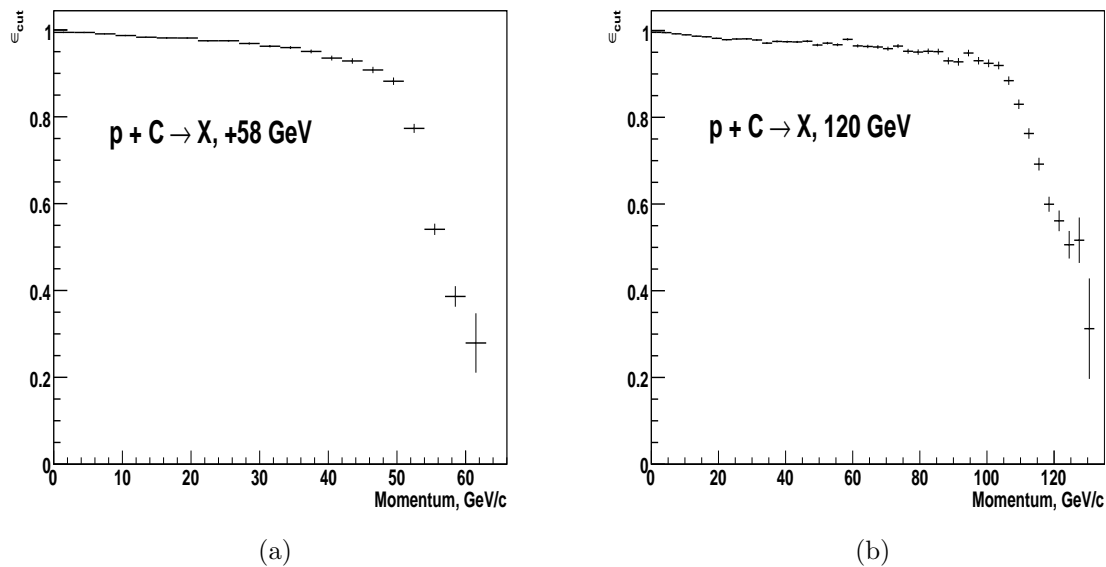 ϵcut
1
0.8
0.6
0.4
0.2
0
p + C → X, +58 GeV
0 10 20 30 40 50 60
Momentum, GeV/c
(a)
ϵcut
1
0.8
0.6
0.4
0.2
0
p + C → X, 120 GeV
0 20 40 60 80 100 120
Momentum, GeV/c
(b)